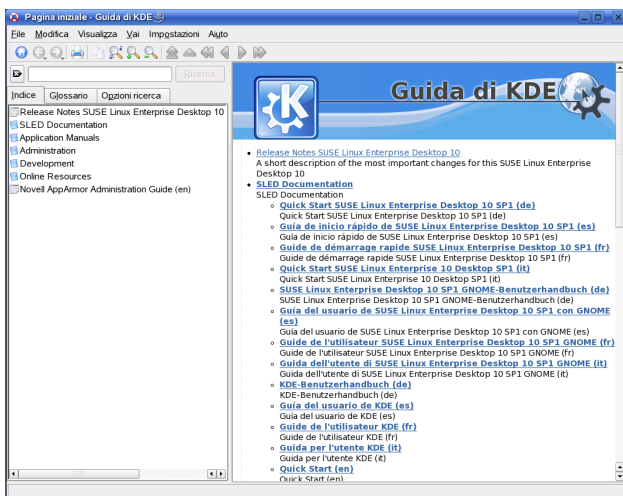 Pagina iniziale - Guida di KDE
File Modifica Visualizza Vai Impostazioni Aiuto
Ricerca
Indice Glossario Opzioni ricerca
Release Notes SUSE Linux Enterprise Desktop 10
SLED Documentation
Application Manuals
Administration
Development
Online Resources
Novell AppArmor Administration Guide (en)
Guida di KDE
Release Notes SUSE Linux Enterprise Desktop 10
A short description of the most important changes for this SUSE Linux Enterprise
Desktop 10
SLED Documentation
SLED Documentation
Quick Start SUSE Linux Enterprise Desktop 10 SP1 (de)
Quick Start SUSE Linux Enterprise Desktop 10 SP1 (de)
Guía de inicio rápido de SUSE Linux Enterprise Desktop 10 SP1 (es)
Guía de inicio rápido de SUSE Linux Enterprise Desktop 10 SP1 (es)
Guide de démarrage rapide SUSE Linux Enterprise Desktop 10 SP1 (fr)
Guide de démarrage rapide SUSE Linux Enterprise Desktop 10 SP1 (fr)
Quick Start SUSE Linux Enterprise 10 Desktop SP1 (it)
Quick Start SUSE Linux Enterprise 10 Desktop SP1 (it)
SUSE Linux Enterprise Desktop 10 SP1 GNOME-Benutzerhandbuch (de)
SUSE Linux Enterprise Desktop 10 SP1 GNOME-Benutzerhandbuch (de)
Guía del usuario de SUSE Linux Enterprise Desktop 10 SP1 con GNOME
(es)
Guía del usuario de SUSE Linux Enterprise Desktop 10 SP1 con GNOME (es)
Guide de l'utilisateur SUSE Linux Enterprise Desktop 10 SP1 GNOME (fr)
Guide de l'utilisateur SUSE Linux Enterprise Desktop 10 SP1 GNOME (fr)
Guida dell'utente di SUSE Linux Enterprise Desktop 10 SP1 GNOME (it)
Guida dell'utente di SUSE Linux Enterprise Desktop 10 SP1 GNOME (it)
KDE-Benutzerhandbuch (de)
KDE-Benutzerhandbuch (de)
Guía del usuario de KDE (es)
Guía del usuario de KDE (es)
Guide de l'utilisateur KDE (fr)
Guide de l'utilisateur KDE (fr)
Guida per l'utente KDE (it)
Guida per l'utente KDE (it)
Quick Start (en)
Quick Start (en)